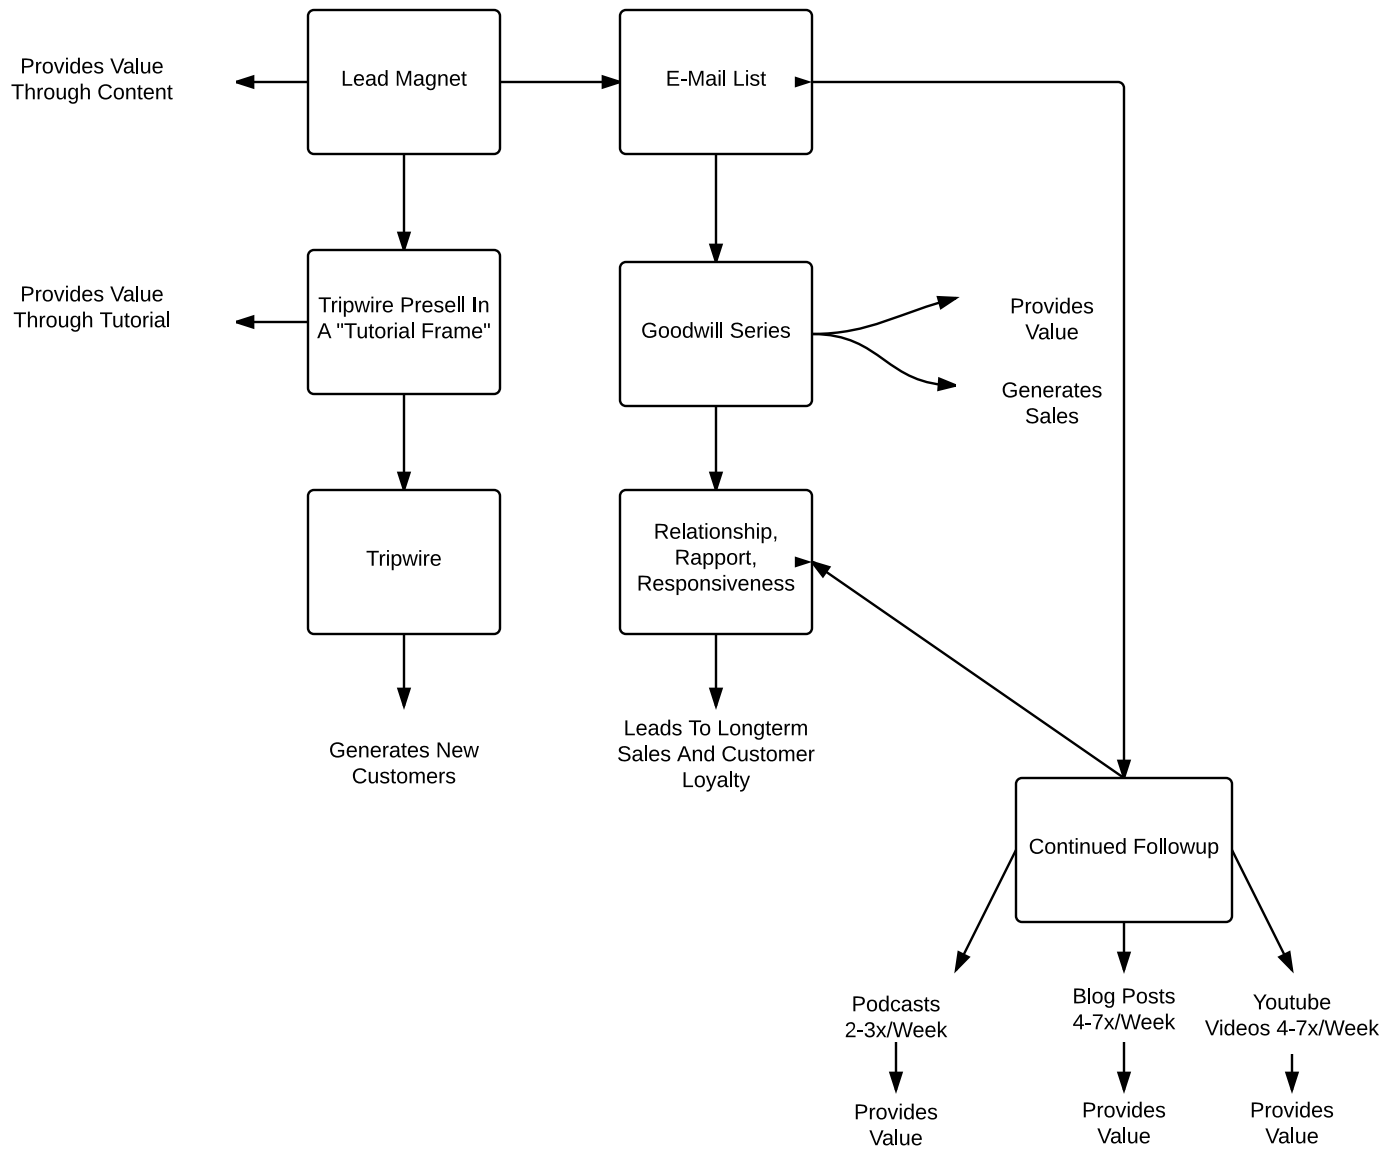 Provides Value
Through Content
Lead Magnet
E-Mail List
Provides Value
Through Tutorial
Tripwire Presell In
A "Tutorial Frame"
Goodwill Series
Provides
Value
Generates
Sales
Tripwire
Relationship,
Rapport,
Responsiveness
Generates New
Customers
Leads To Longterm
Sales And Customer
Loyalty
Continued Followup
Podcasts
2-3x/Week
Blog Posts
4-7x/Week
Youtube
Videos 4-7x/Week
Provides
Value
Provides
Value
Provides
Value